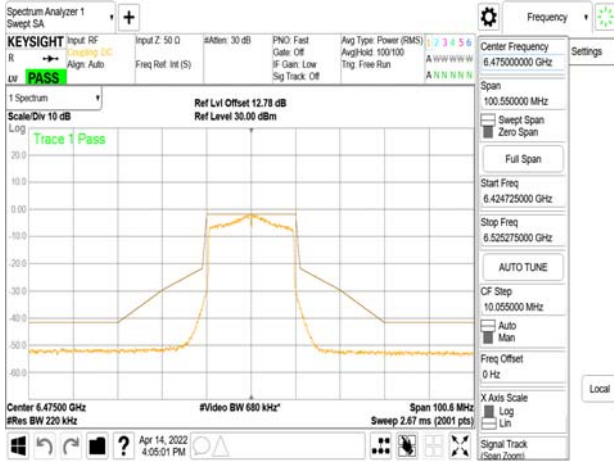 Spectrum Analyzer 1
Swept SA
+
Frequency
KEYSIGHT
R
LV PASS
Input: RF
Coupling: DC
Align: Auto
Input Z: 50 Ω
Freq Ref: Int (S)
#Atten: 30 dB
PNO: Fast
Gate: Off
IF Gain: Low
Sig Track: Off
Avg Type: Power (RMS)
Avg|Hold: 100/100
Trig: Free Run
1 2 3 4 5 6
A W W W W W
A N N N N N
1 Spectrum
Scale/Div 10 dB
Log
Ref Lvl Offset 12.78 dB
Ref Level 30.00 dBm
Trace 1 Pass
20.0
10.0
0.00
-10.0
-20.0
-30.0
-40.0
-50.0
-60.0
Center 6.47500 GHz
#Res BW 220 kHz
#Video BW 680 kHz*
Span 100.6 MHz
Sweep 2.67 ms (2001 pts)
Apr 14, 2022
4:05:01 PM
?
Center Frequency
6.475000000 GHz
Settings
Span
100.550000 MHz
Swept Span
Zero Span
Full Span
Start Freq
6.424725000 GHz
Stop Freq
6.525275000 GHz
AUTO TUNE
CF Step
10.055000 MHz
Auto
Man
Freq Offset
0 Hz
X Axis Scale
Log
Lin
Signal Track
(Span Zoom)
Local